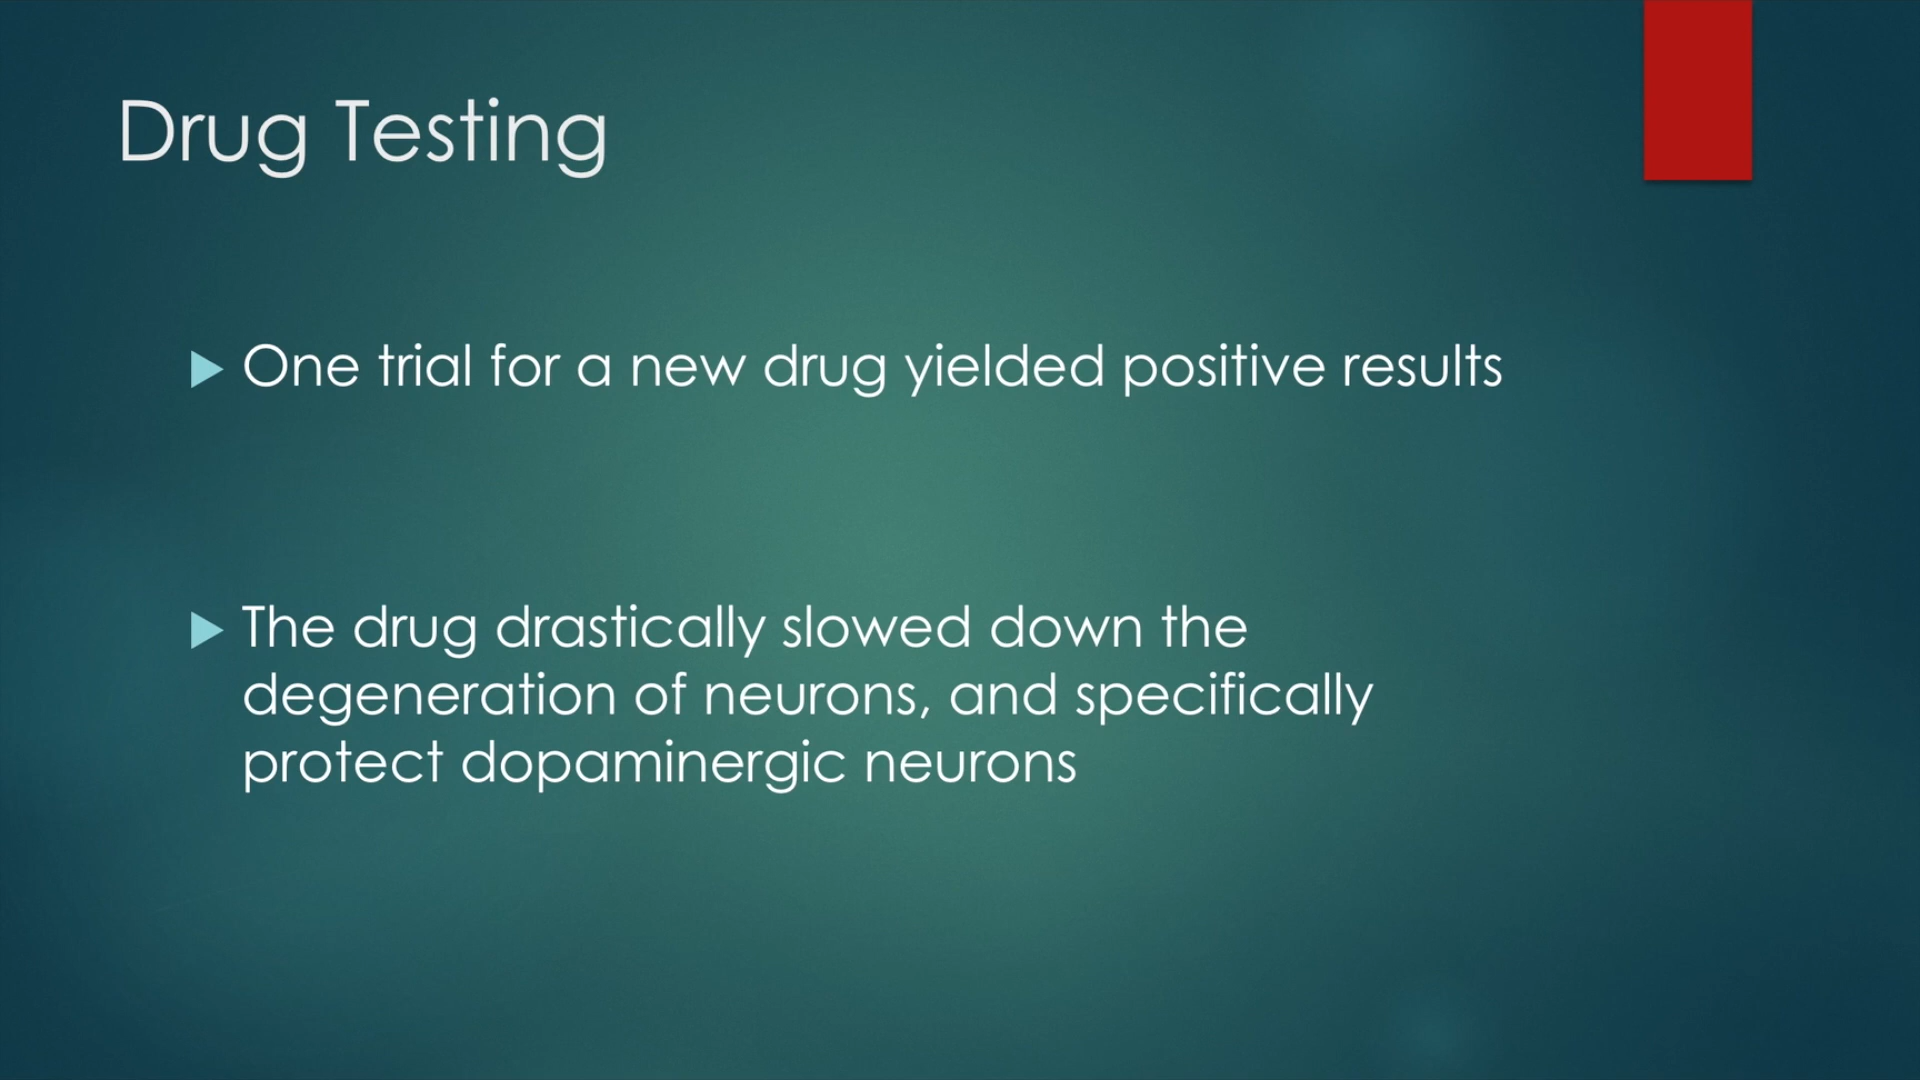 Drug Testing
One trial for a new drug yielded positive results
The drug drastically slowed down the
degeneration of neurons, and specifically
protect dopaminergic neurons